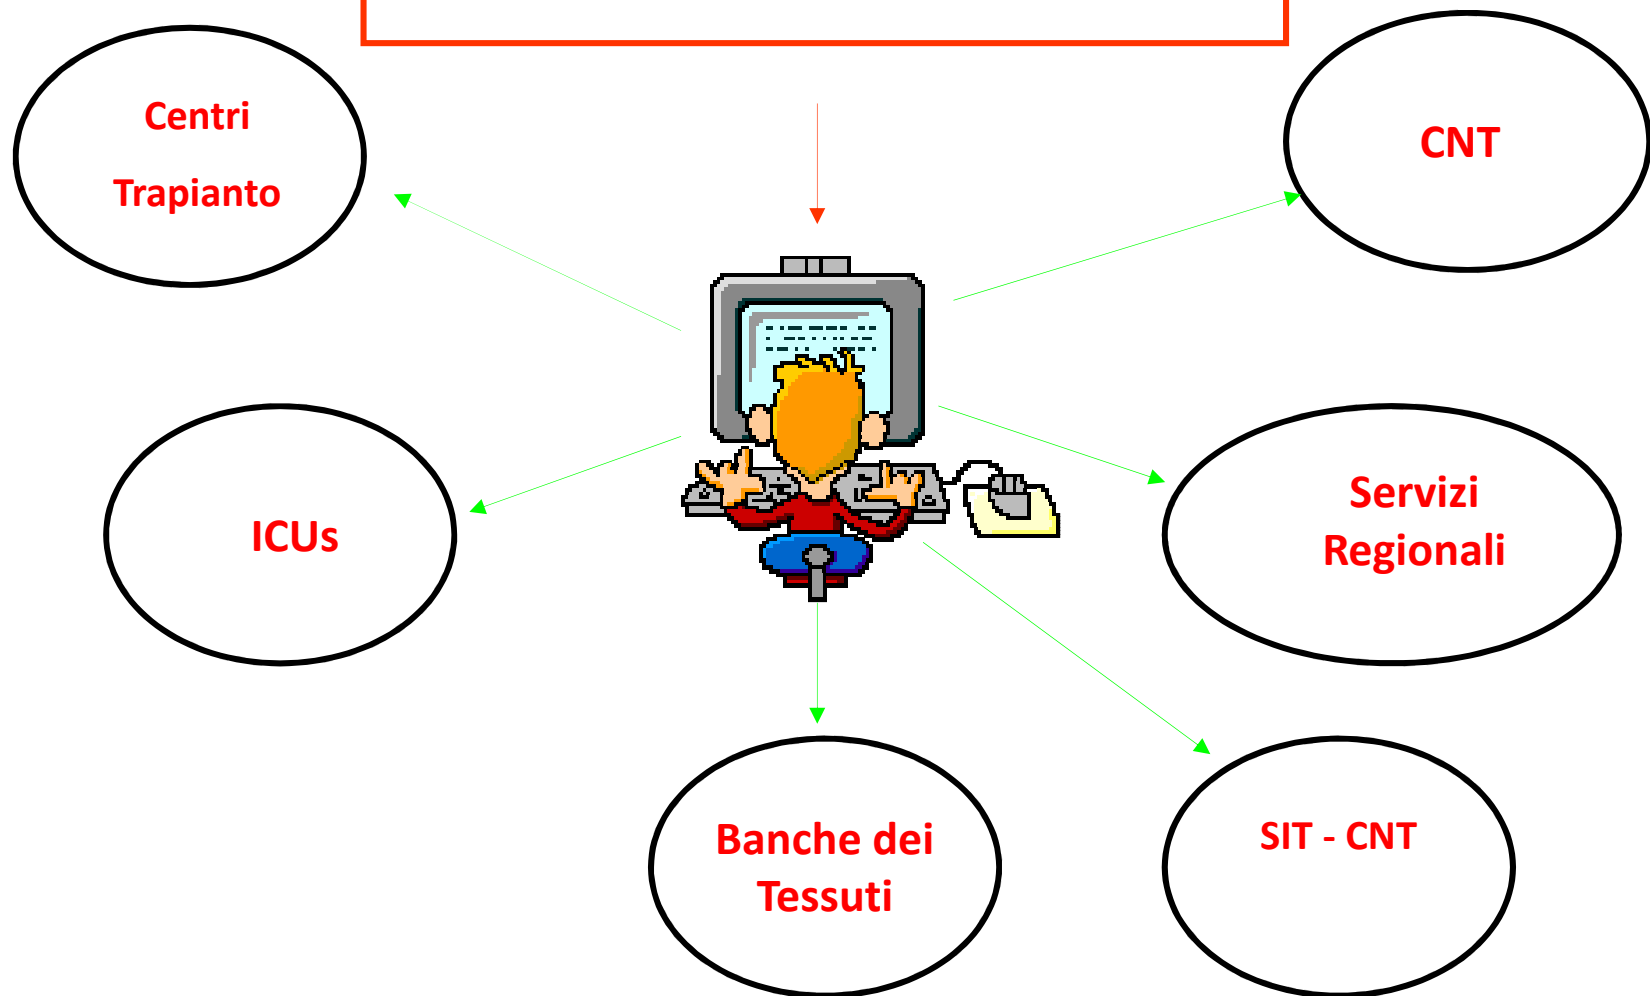 Centri
Trapianto
CNT
ICUs
Servizi
Regionali
Banche dei
Tessuti
SIT - CNT